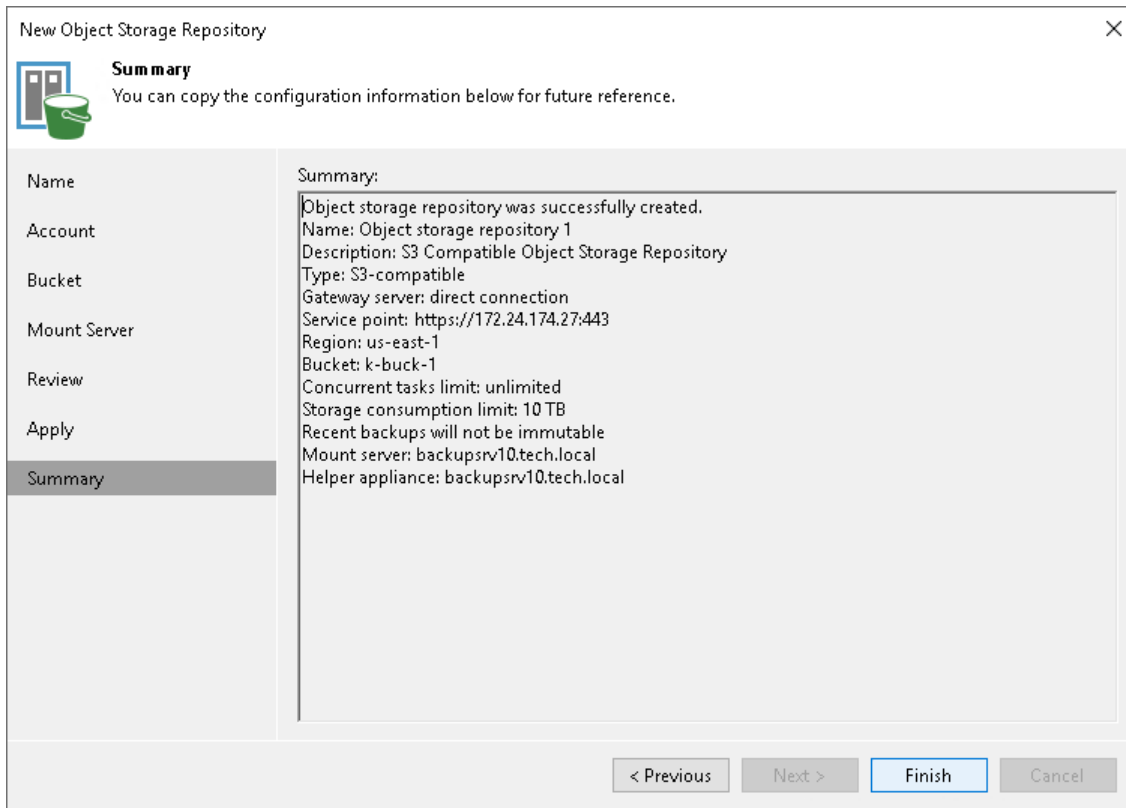 New Object Storage Repository
Summary
You can copy the configuration information below for future reference.
Name
Account
Bucket
Mount Server
Review
Apply
Summary
Summary:
Object storage repository was successfully created.
Name: Object storage repository 1
Description: S3 Compatible Object Storage Repository
Type: S3-compatible
Gateway server: direct connection
Service point: https://172.24.174.27:443
Region: us-east-1
Bucket: k-buck-1
Concurrent tasks limit: unlimited
Storage consumption limit: 10 TB
Recent backups will not be immutable
Mount server: backupsrv10.tech.local
Helper appliance: backupsrv10.tech.local
< Previous
Next >
Finish
Cancel